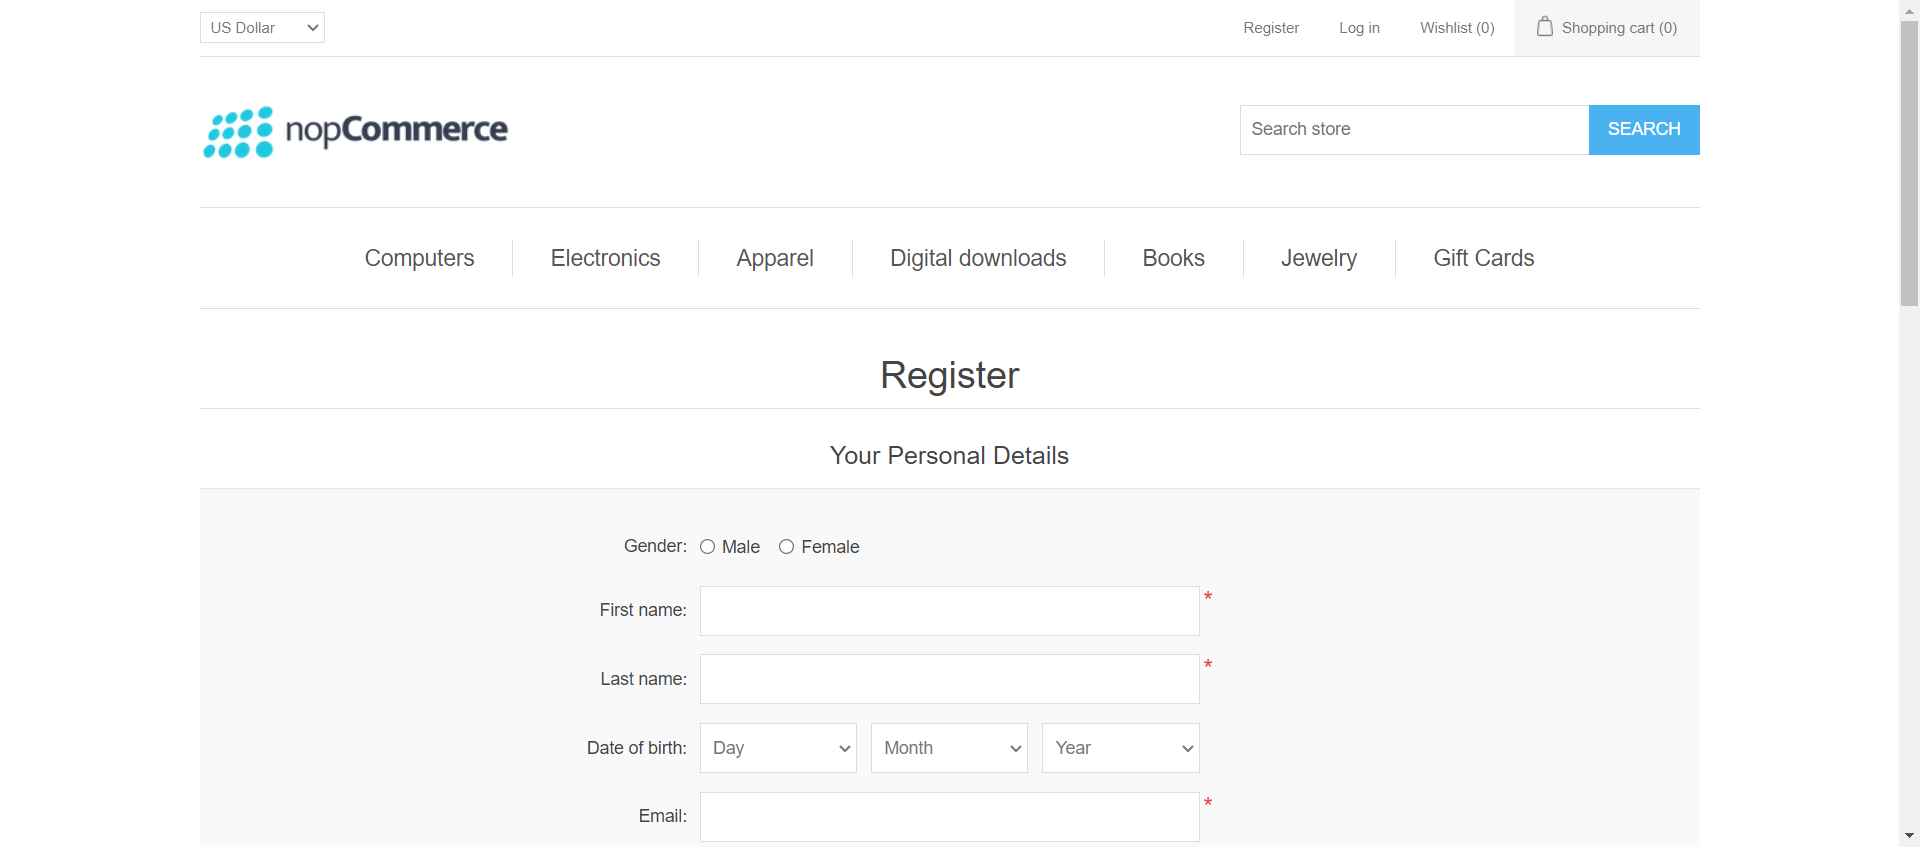 US Dollar Register Log in Wishlist (0) Shopping cart (0)
nopCommerce Search store SEARCH
Computers Electronics Apparel Digital downloads Books Jewelry Gift Cards
Register
Your Personal Details
Gender: Male Female
First name: *
Last name: *
Date of birth: Day Month Year
Email: *